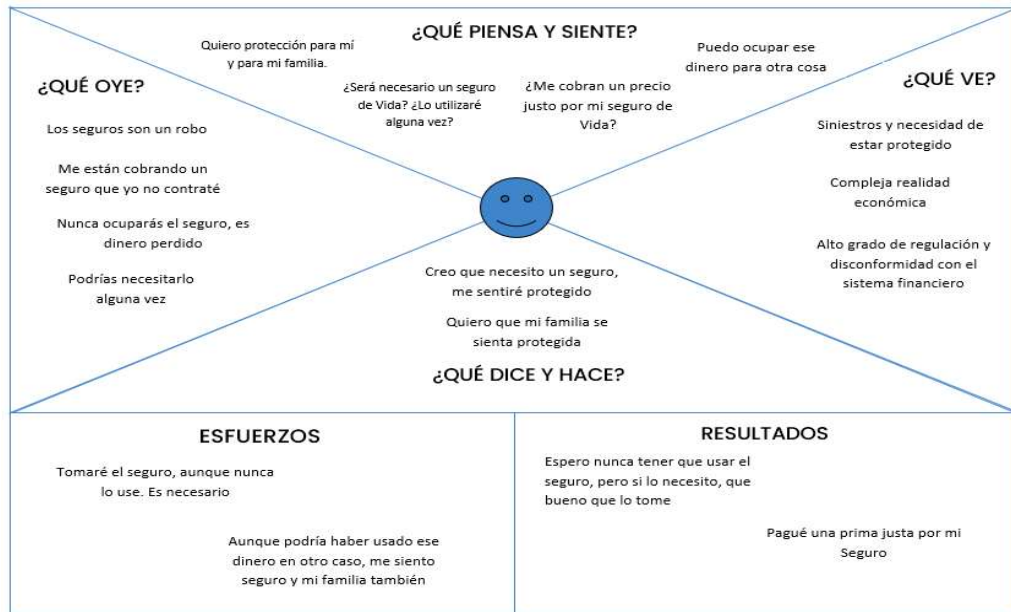 ¿QUÉ PIENSA Y SIENTE?
Quiero protección para mí
y para mi familia.
¿Será necesario un seguro
de Vida? ¿Lo utilizaré
alguna vez?
¿Me cobran un precio
justo por mi seguro de
Vida?
Puedo ocupar ese
dinero para otra cosa
¿QUÉ OYE?
Los seguros son un robo
Me están cobrando un
seguro que yo no contraté
Nunca ocuparás el seguro, es
dinero perdido
Podrías necesitarlo
alguna vez
¿QUÉ VE?
Siniestros y necesidad de
estar protegido
Compleja realidad
económica
Alto grado de regulación y
disconformidad con el
sistema financiero
Creo que necesito un seguro,
me sentiré protegido
Quiero que mi familia se
sienta protegida
¿QUÉ DICE Y HACE?
ESFUERZOS
Tomaré el seguro, aunque nunca
lo use. Es necesario
Aunque podría haber usado ese
dinero en otro caso, me siento
seguro y mi familia también
RESULTADOS
Espero nunca tener que usar el
seguro, pero si lo necesito, que
bueno que lo tome
Pagué una prima justa por mi
Seguro